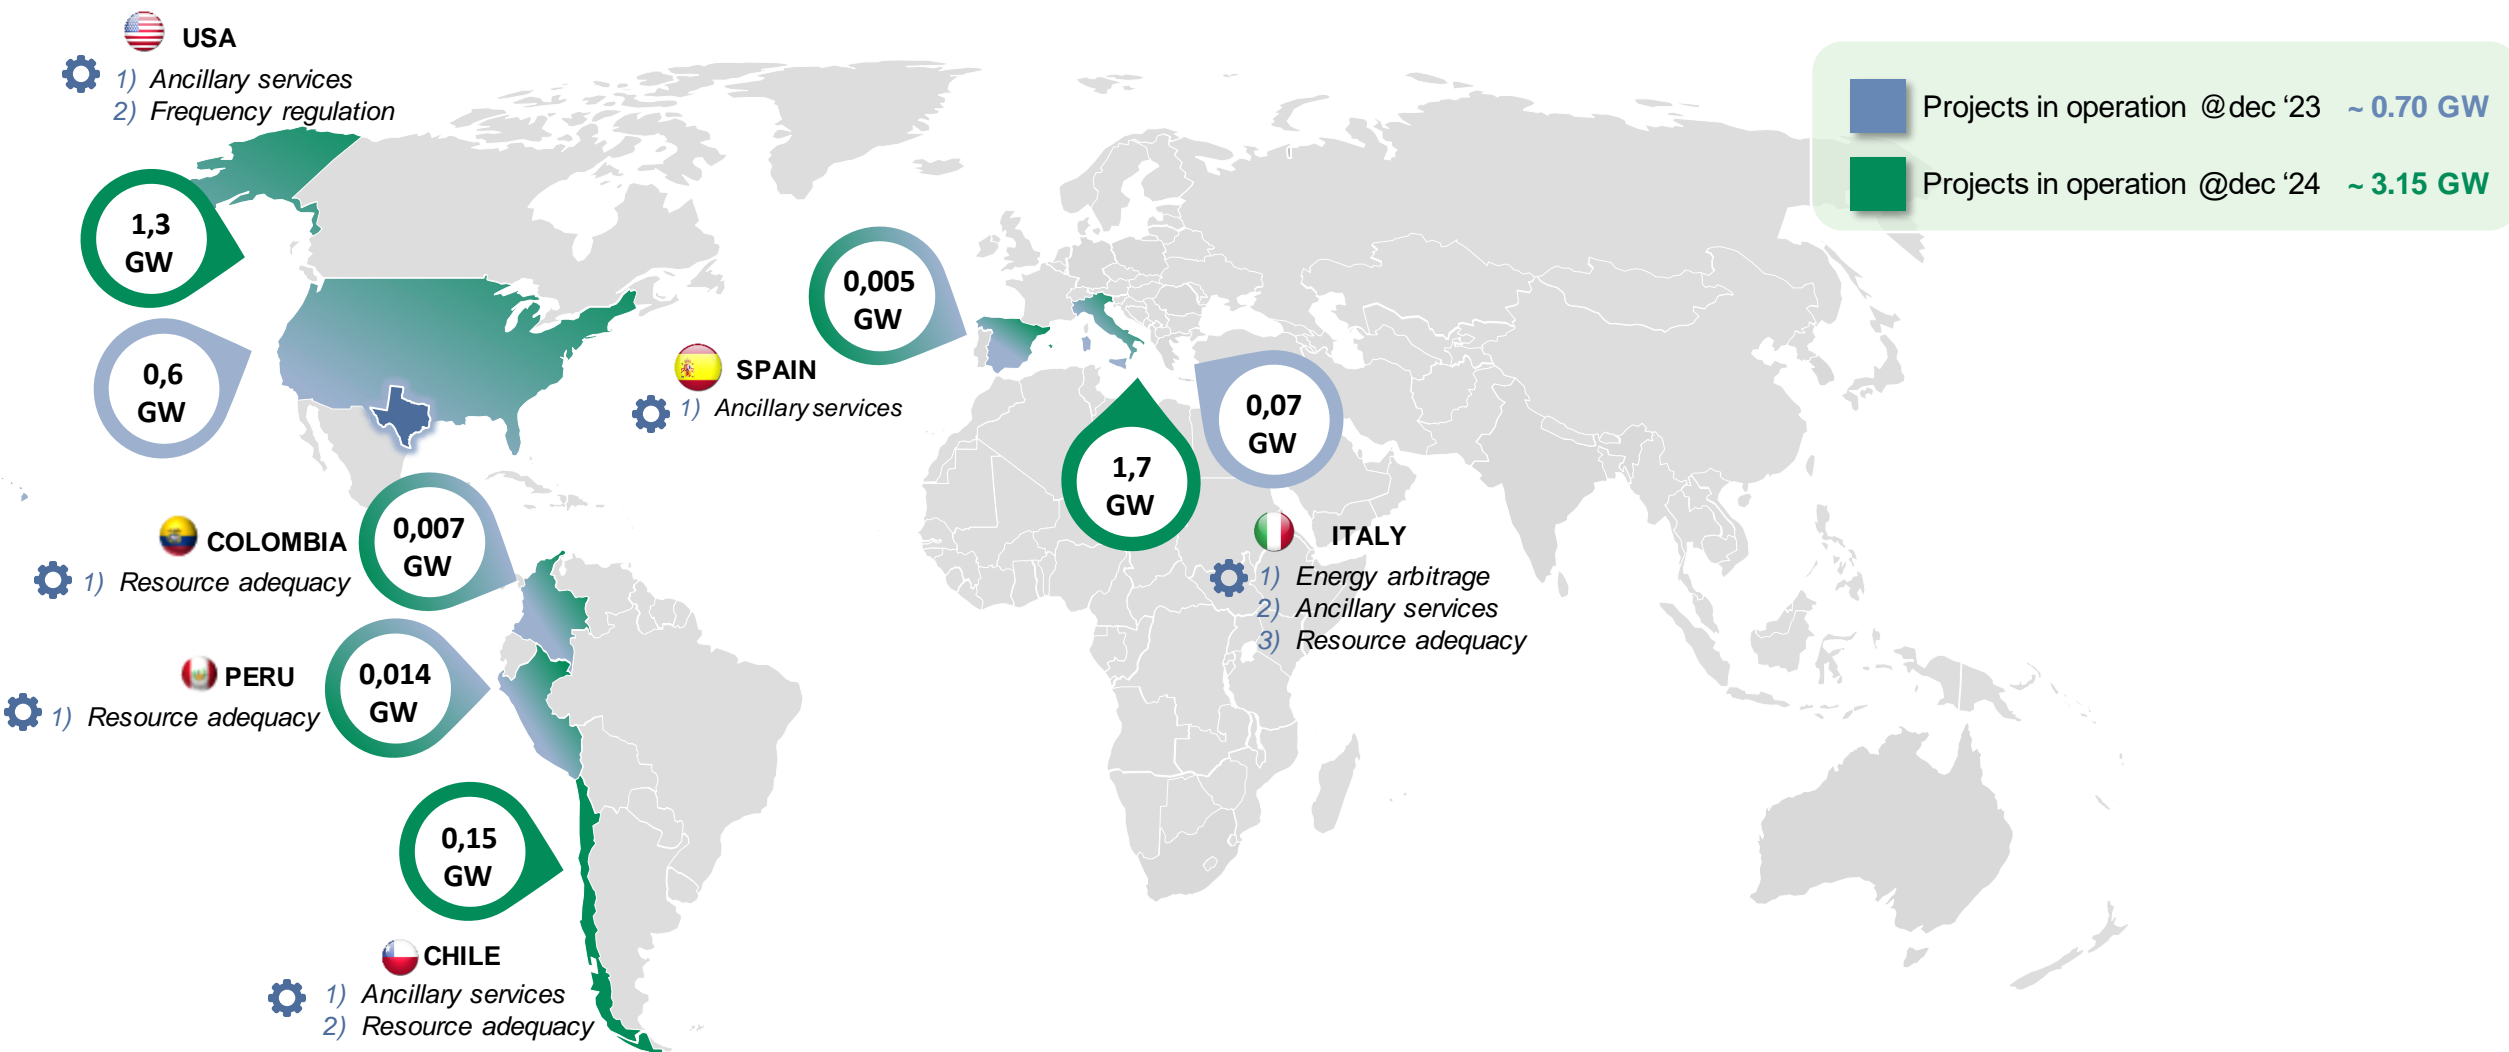 USA
1) Ancillary services
2) Frequency regulation
Projects in operation @dec ‘23 ~ 0.70 GW
Projects in operation @dec ‘24 ~ 3.15 GW
1,3
GW
0,6
GW
0,005
GW
SPAIN
1) Ancillary services
0,07
GW
1,7
GW
ITALY
1) Energy arbitrage
2) Ancillary services
3) Resource adequacy
COLOMBIA
1) Resource adequacy
0,007
GW
PERU
1) Resource adequacy
0,014
GW
0,15
GW
CHILE
1) Ancillary services
2) Resource adequacy